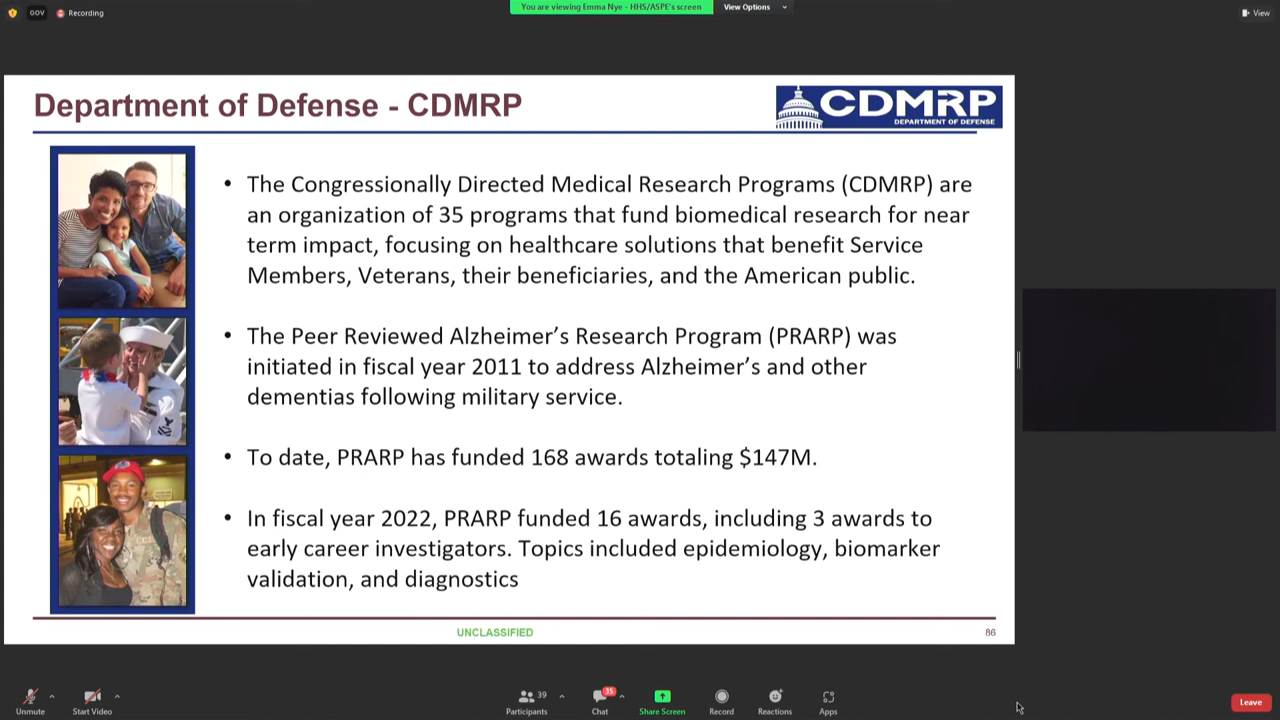 GOV
Recording
You are viewing Emma Nye - HHS/ASPE's screen
View Options
View
Department of Defense - CDMRP
CDMRP
DEPARTMENT OF DEFENSE
• The Congressionally Directed Medical Research Programs (CDMRP) are
an organization of 35 programs that fund biomedical research for near
term impact, focusing on healthcare solutions that benefit Service
Members, Veterans, their beneficiaries, and the American public.
• The Peer Reviewed Alzheimer’s Research Program (PRARP) was
initiated in fiscal year 2011 to address Alzheimer’s and other
dementias following military service.
• To date, PRARP has funded 168 awards totaling $147M.
• In fiscal year 2022, PRARP funded 16 awards, including 3 awards to
early career investigators. Topics included epidemiology, biomarker
validation, and diagnostics
UNCLASSIFIED
86
Unmute
Start Video
39
Participants
35
Chat
Share Screen
Record
Reactions
Apps
Leave